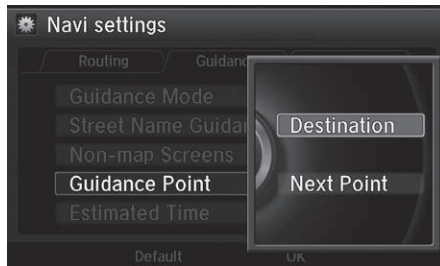 Navi settings
Routing
Guidanc
Guidance Mode
Street Name Guidan
Non-map Screens
Guidance Point
Estimated Time
Destination
Next Point
Default
OK